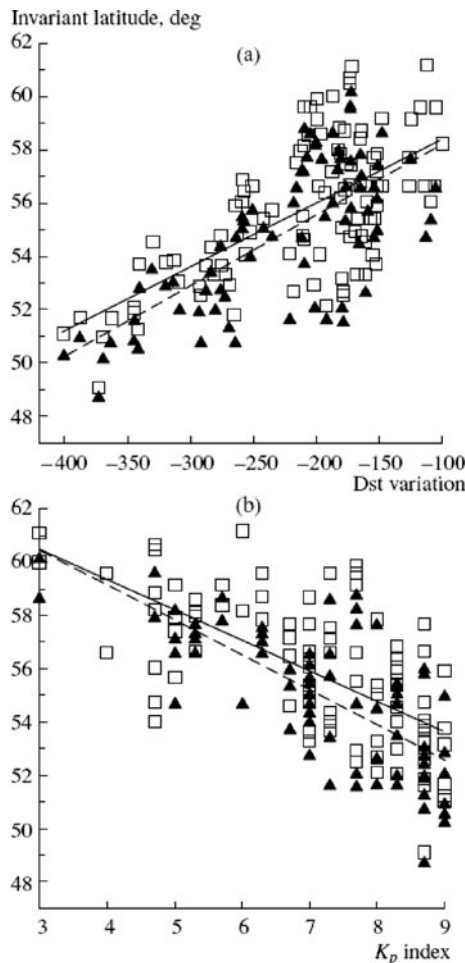 Invariant latitude, deg
62
(a)
60
58
56
54
52
50
48
−400 −350 −300 −250 −200 −150 −100
Dst variation
(b)
62
60
58
56
54
52
50
48
3 4 5 6 7 8 9
Kp index